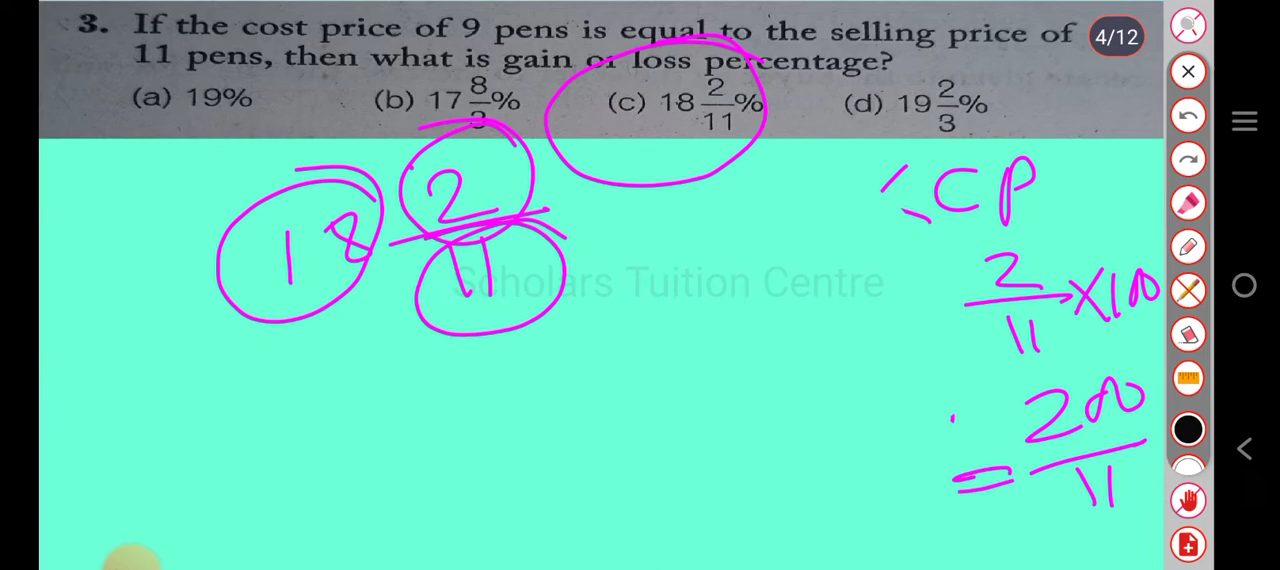 3. If the cost price of 9 pens is equal to the selling price of
11 pens, then what is gain or loss percentage?
(a) 19% (b) 17 8/3% (c) 18 2/11% (d) 19 2/3%
4/12
CP
18 2/11
2/11 ×100
= 200/11
Scholars Tuition Centre